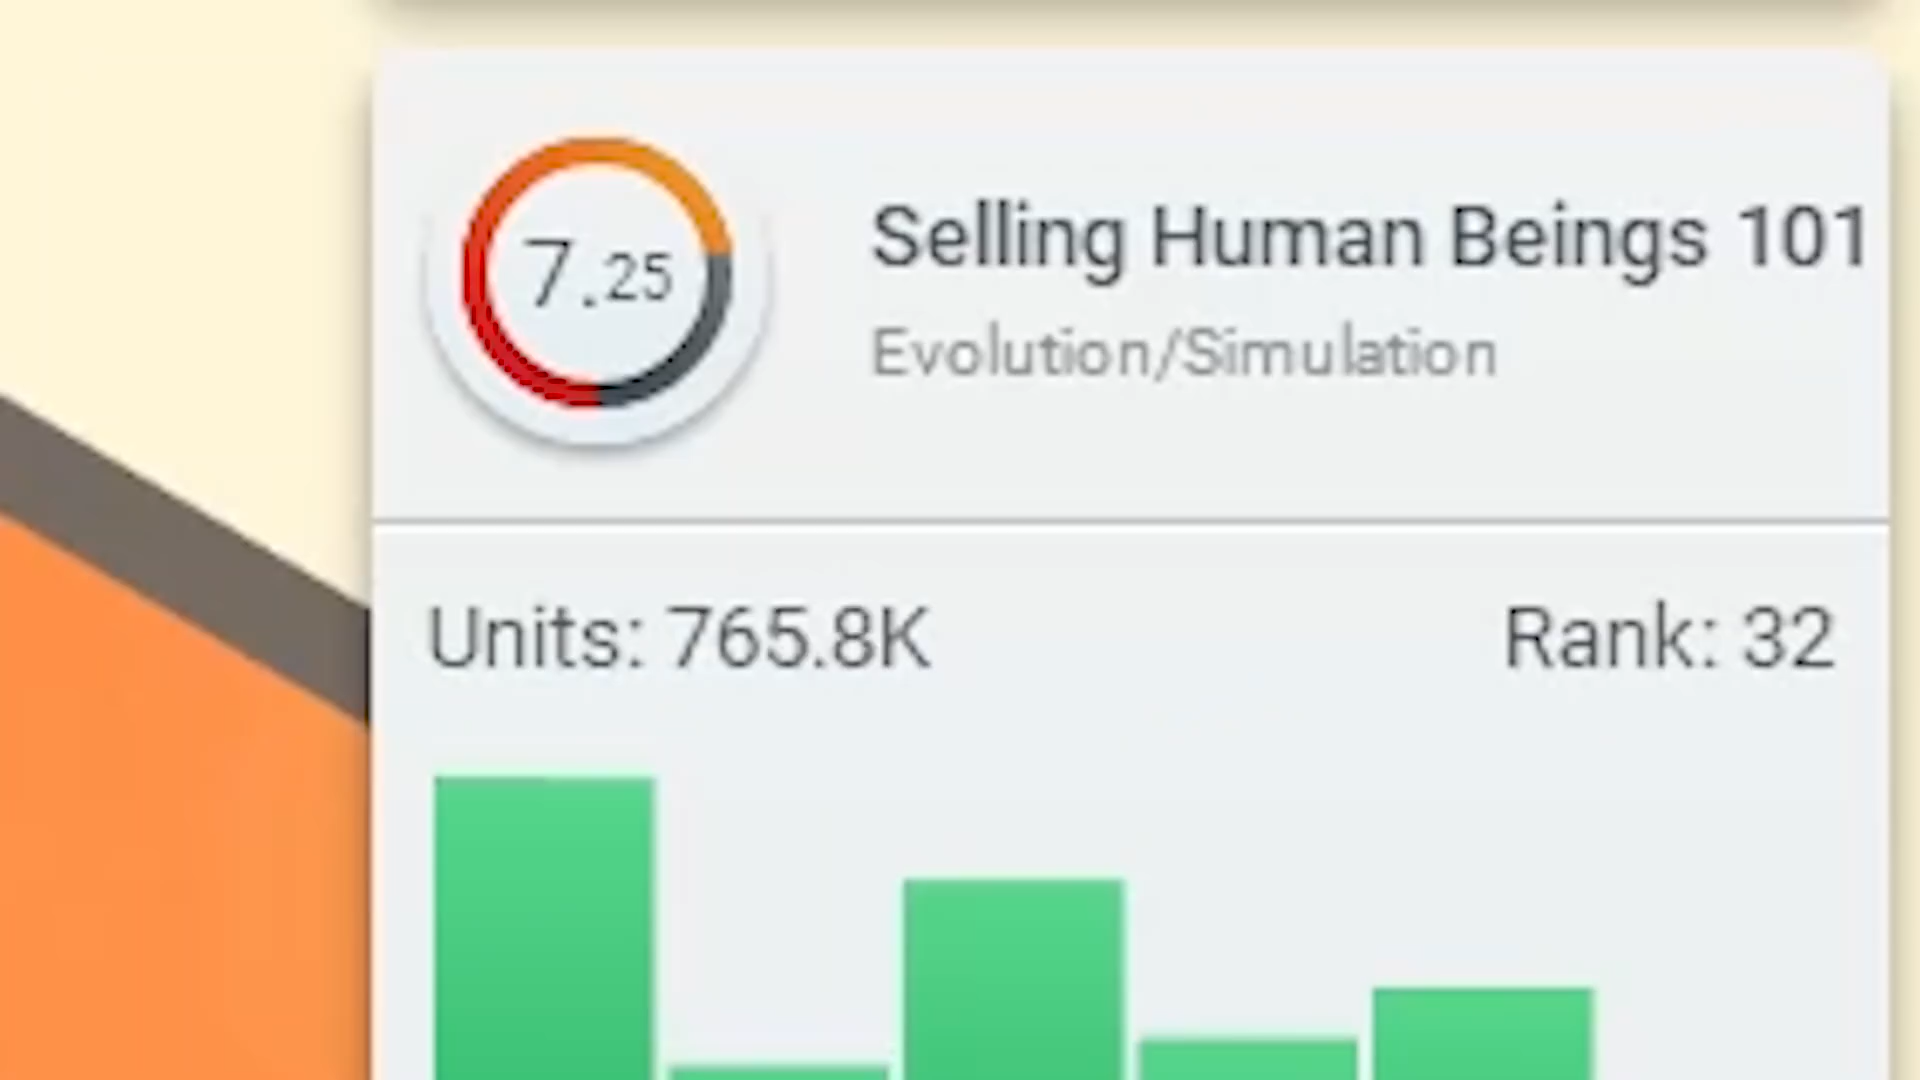 7.25
Selling Human Beings 101
Evolution/Simulation
Units: 765.8K
Rank: 32